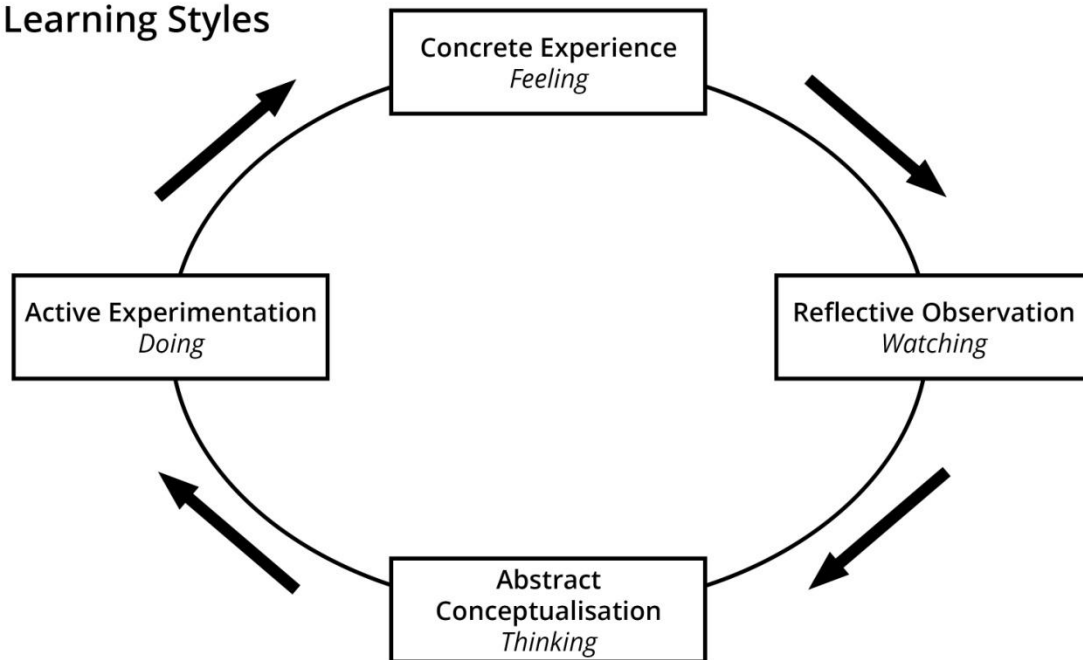 Learning Styles
Concrete Experience
Feeling
Active Experimentation
Doing
Reflective Observation
Watching
Abstract
Conceptualisation
Thinking